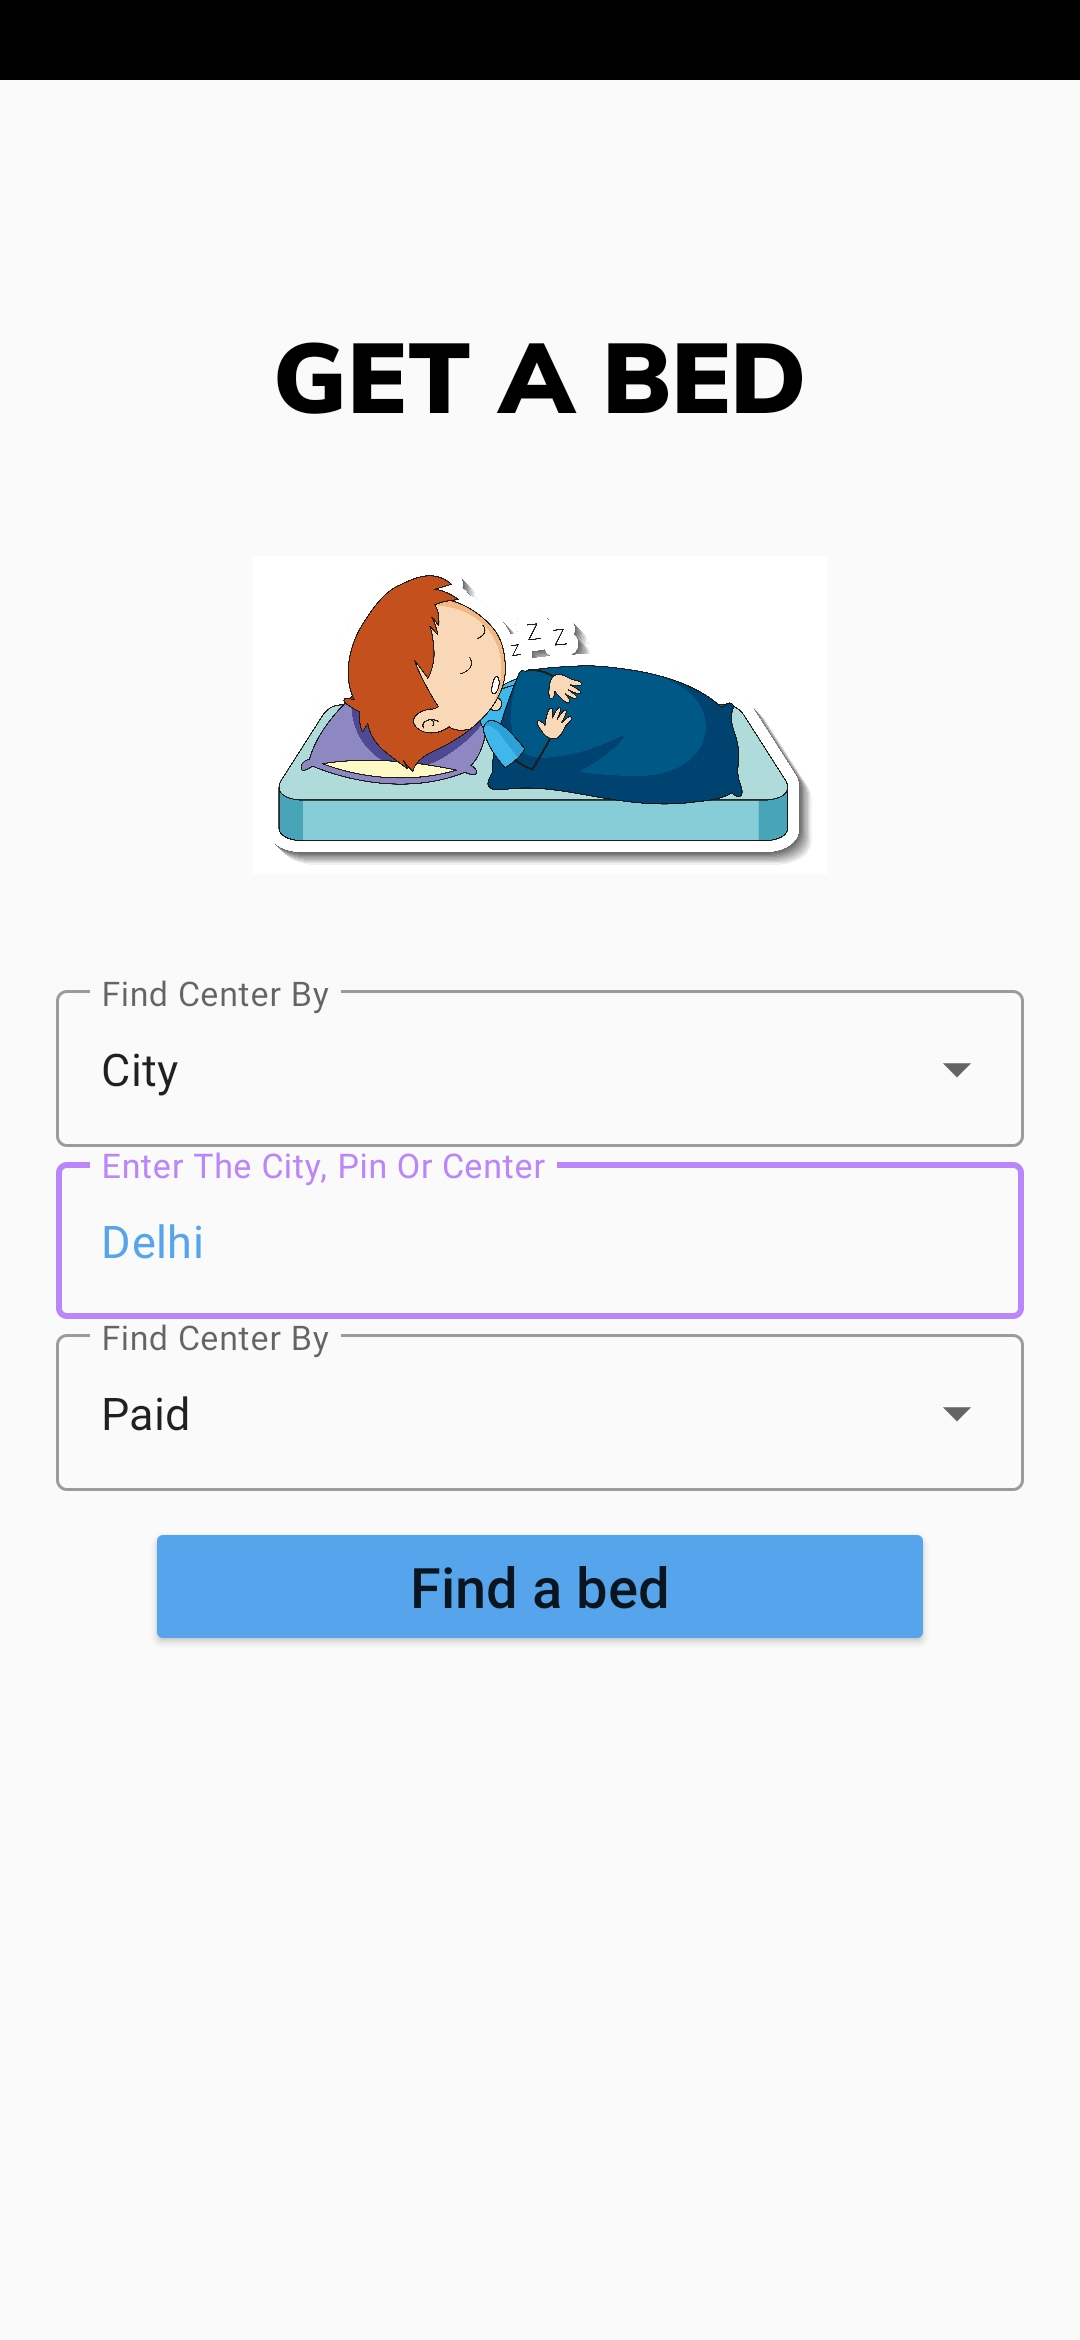 GET A BED
z Z Z
Find Center By
City
Enter The City, Pin Or Center
Delhi
Find Center By
Paid
Find a bed